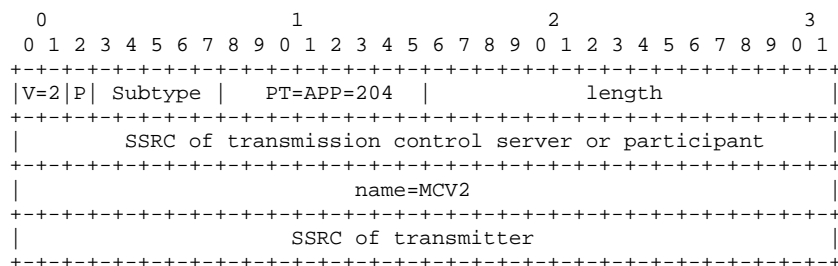 0                   1                   2                   3
0 1 2 3 4 5 6 7 8 9 0 1 2 3 4 5 6 7 8 9 0 1 2 3 4 5 6 7 8 9 0 1
+-+-+-+-+-+-+-+-+-+-+-+-+-+-+-+-+-+-+-+-+-+-+-+-+-+-+-+-+-+-+-+-+
|V=2|P| Subtype |   PT=APP=204  |            length             |
+-+-+-+-+-+-+-+-+-+-+-+-+-+-+-+-+-+-+-+-+-+-+-+-+-+-+-+-+-+-+-+-+
|        SSRC of transmission control server or participant     |
+-+-+-+-+-+-+-+-+-+-+-+-+-+-+-+-+-+-+-+-+-+-+-+-+-+-+-+-+-+-+-+-+
|                          name=MCV2                            |
+-+-+-+-+-+-+-+-+-+-+-+-+-+-+-+-+-+-+-+-+-+-+-+-+-+-+-+-+-+-+-+-+
|                     SSRC of transmitter                       |
+-+-+-+-+-+-+-+-+-+-+-+-+-+-+-+-+-+-+-+-+-+-+-+-+-+-+-+-+-+-+-+-+